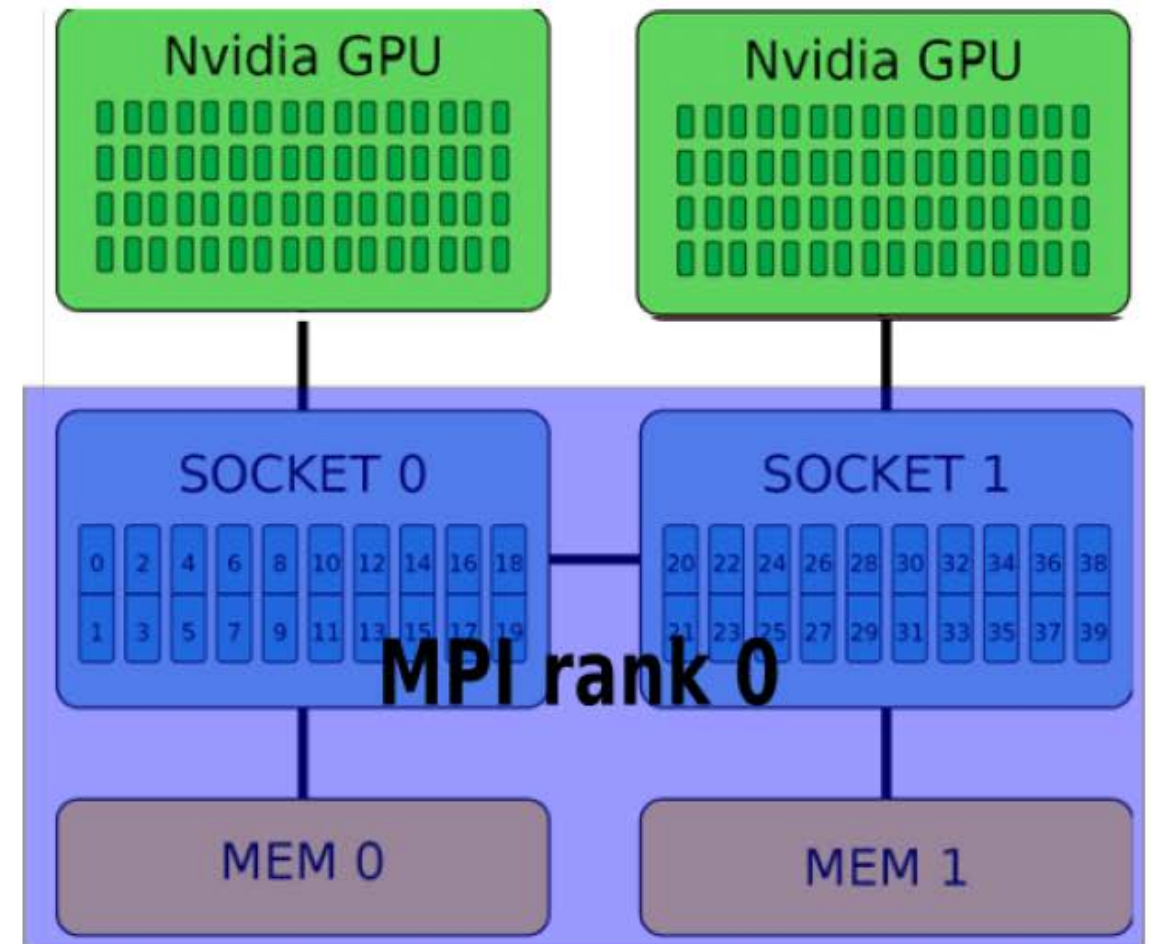 Nvidia GPU
Nvidia GPU
SOCKET 0
SOCKET 1
0 2 4 6 8 10 12 14 16 18
20 22 24 26 28 30 32 34 36 38
1 3 5 7 9 11 13 15 17 19
21 23 25 27 29 31 33 35 37 39
MPI rank 0
MEM 0
MEM 1